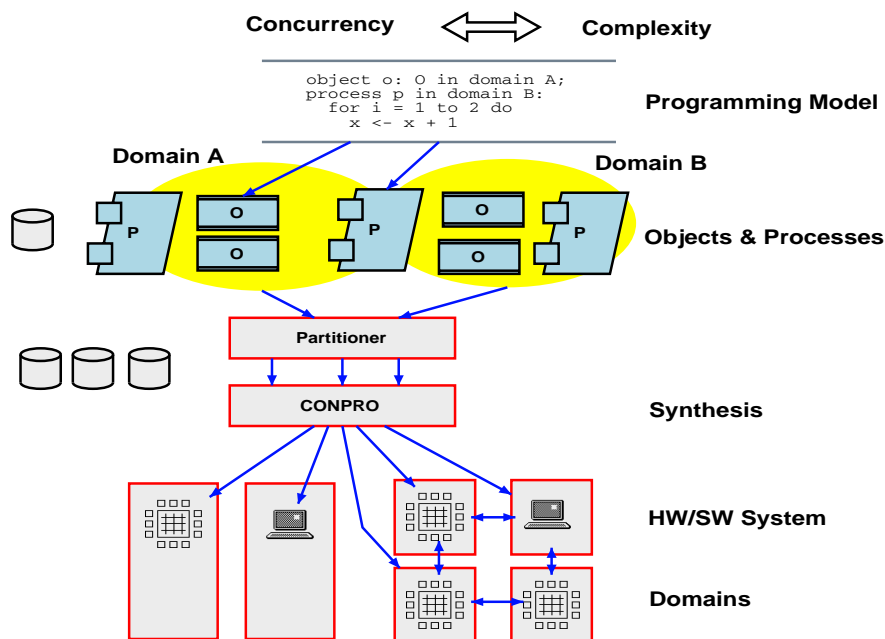 Concurrency
Complexity
object o: O in domain A;
process p in domain B:
for i = 1 to 2 do
x <- x + 1
Programming Model
Domain A
Domain B
P
O
O
P
O
O
P
Objects & Processes
Partitioner
CONPRO
Synthesis
HW/SW System
Domains